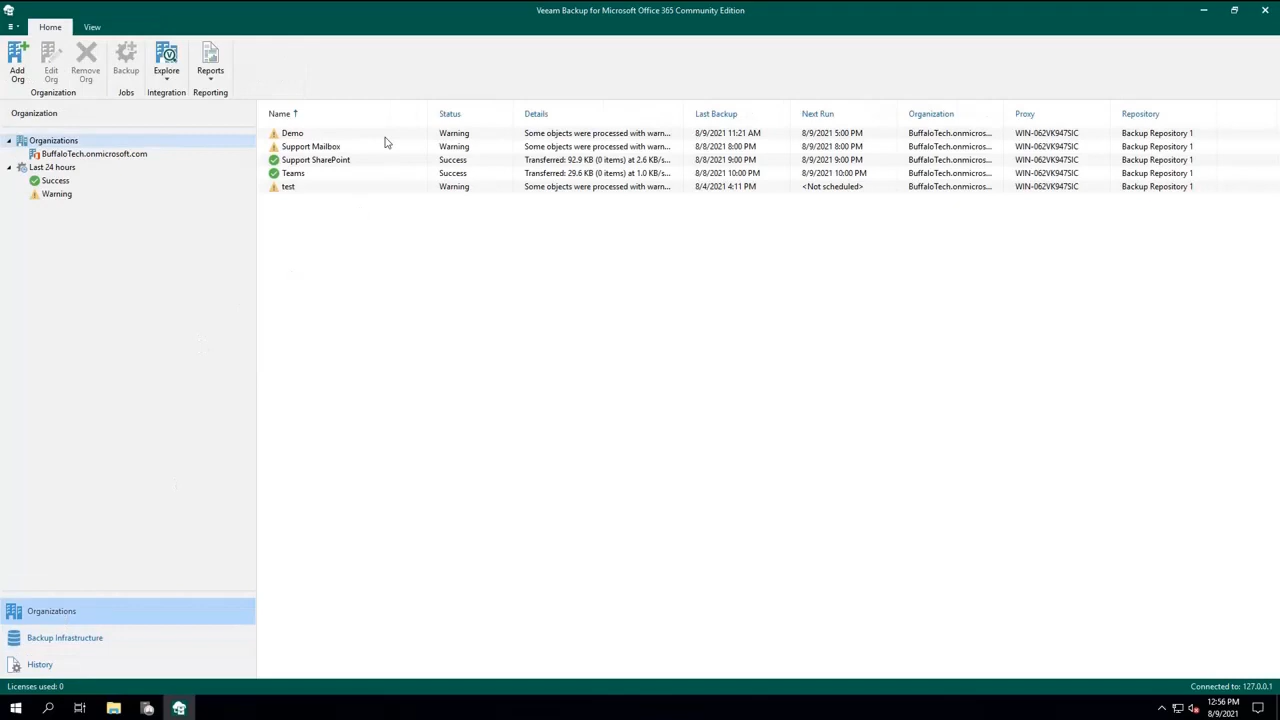 Veeam Backup for Microsoft Office 365 Community Edition
Home View
Add Org
Edit Org
Remove Org
Backup
Explore
Reports
Organization Jobs Integration Reporting
Organization
Organizations
BuffaloTech.onmicrosoft.com
Last 24 hours
Success
Warning
Name Status Details Last Backup Next Run Organization Proxy Repository
Demo Warning Some objects were processed with warn... 8/9/2021 11:21 AM 8/9/2021 5:00 PM BuffaloTech.onmicros... WIN-062VK947SIC Backup Repository 1
Support Mailbox Warning Some objects were processed with warn... 8/8/2021 8:00 PM 8/9/2021 8:00 PM BuffaloTech.onmicros... WIN-062VK947SIC Backup Repository 1
Support SharePoint Success Transferred: 92.9 KB (0 items) at 2.6 KB/s... 8/8/2021 9:00 PM 8/9/2021 9:00 PM BuffaloTech.onmicros... WIN-062VK947SIC Backup Repository 1
Teams Success Transferred: 29.6 KB (0 items) at 1.0 KB/s... 8/8/2021 10:00 PM 8/9/2021 10:00 PM BuffaloTech.onmicros... WIN-062VK947SIC Backup Repository 1
test Warning Some objects were processed with warn... 8/4/2021 4:11 PM <Not scheduled> BuffaloTech.onmicros... WIN-062VK947SIC Backup Repository 1
Organizations
Backup Infrastructure
History
Licenses used: 0 Connected to: 127.0.0.1
12:56 PM
8/9/2021